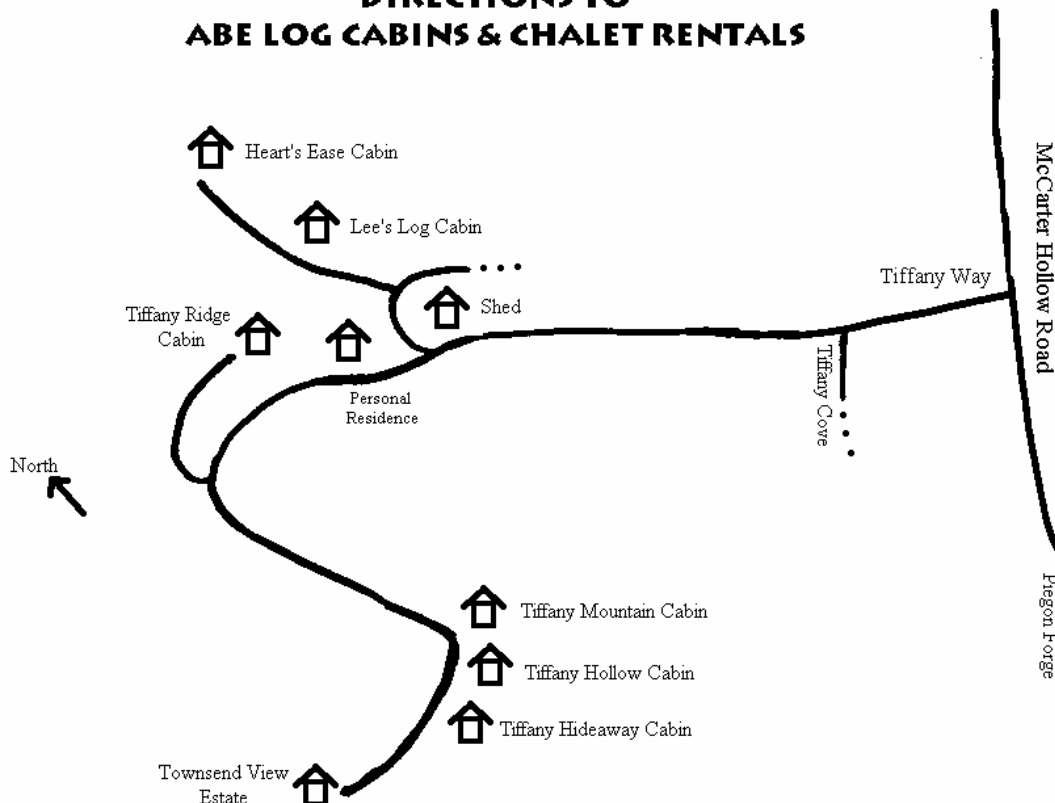 DIRECTIONS TO
ABE LOG CABINS & CHALET RENTALS
Heart's Ease Cabin
Lee's Log Cabin
Shed
Tiffany Ridge
Cabin
Personal
Residence
Tiffany Way
McCarter Hollow Road
Tiffany Cove
North
Piegon Forge
Tiffany Mountain Cabin
Tiffany Hollow Cabin
Tiffany Hideaway Cabin
Townsend View
Estate